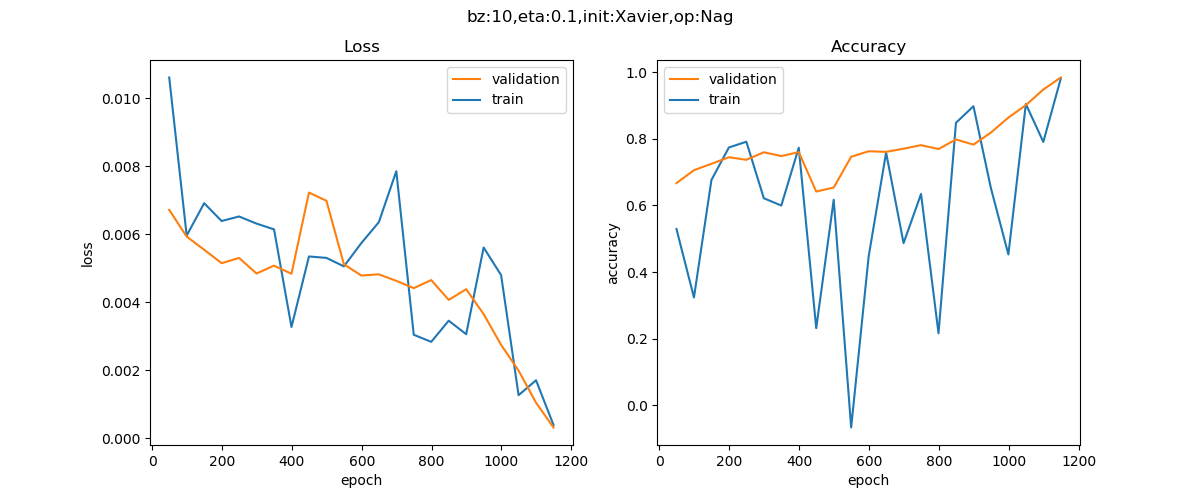 bz:10,eta:0.1,init:Xavier,op:Nag
Loss
validation
train
0.010
0.008
0.006
0.004
0.002
0.000
loss
0
200
400
600
800
1000
1200
epoch
Accuracy
validation
train
1.0
0.8
0.6
0.4
0.2
0.0
accuracy
0
200
400
600
800
1000
1200
epoch